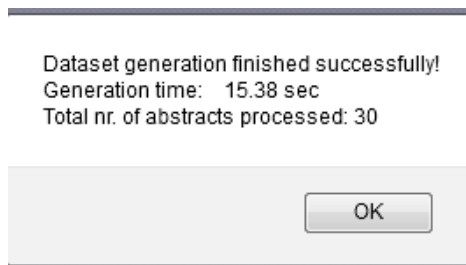 Dataset generation finished successfully!
Generation time: 15.38 sec
Total nr. of abstracts processed: 30
OK